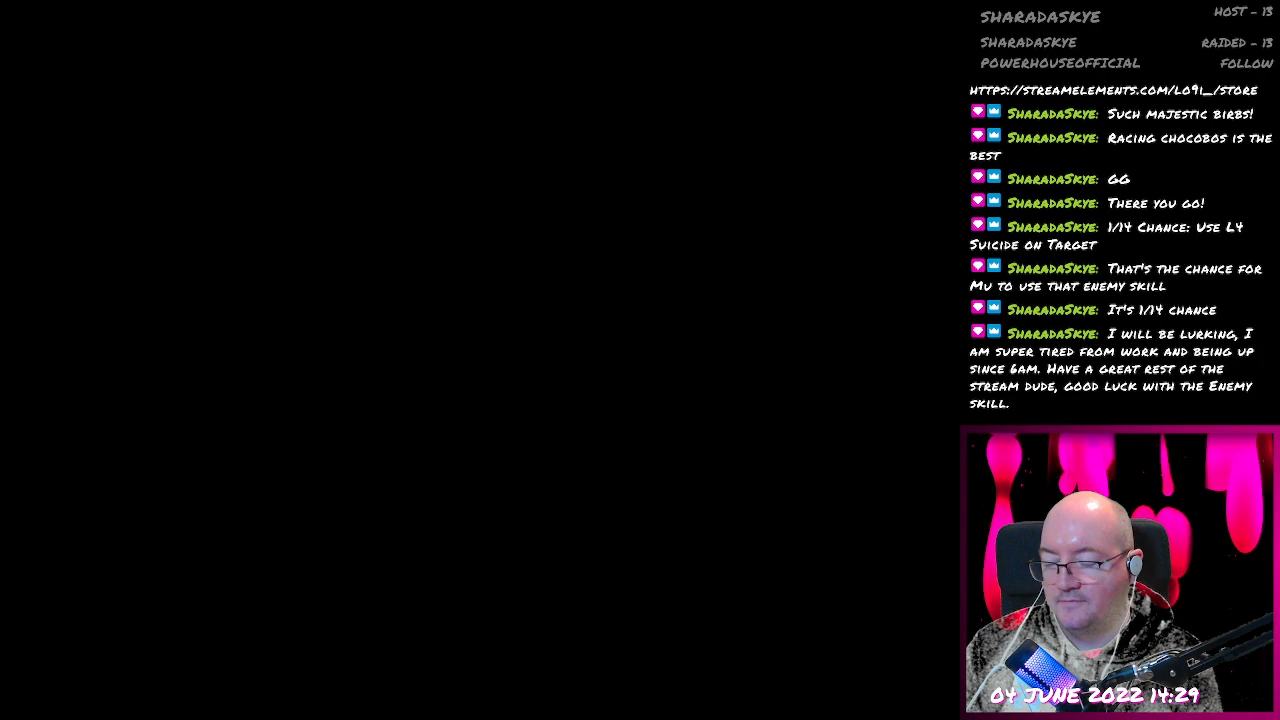 SHARADASKYE HOST - 13
SHARADASKYE RAIDED - 13
POWERHOUSEOFFICIAL FOLLOW
HTTPS://STREAMELEMENTS.COM/LO9I_/STORE
SharadaSkye: Such majestic birbs!
SharadaSkye: Racing chocobos is the
best
SharadaSkye: GG
SharadaSkye: There you go!
SharadaSkye: 1/14 Chance: Use L4
Suicide on Target
SharadaSkye: That's the chance for
Mu to use that enemy skill
SharadaSkye: It's 1/14 chance
SharadaSkye: I will be lurking, I
am super tired from work and being up
since 6am. Have a great rest of the
stream dude, good luck with the Enemy
skill.
04 JUNE 2022 14:29